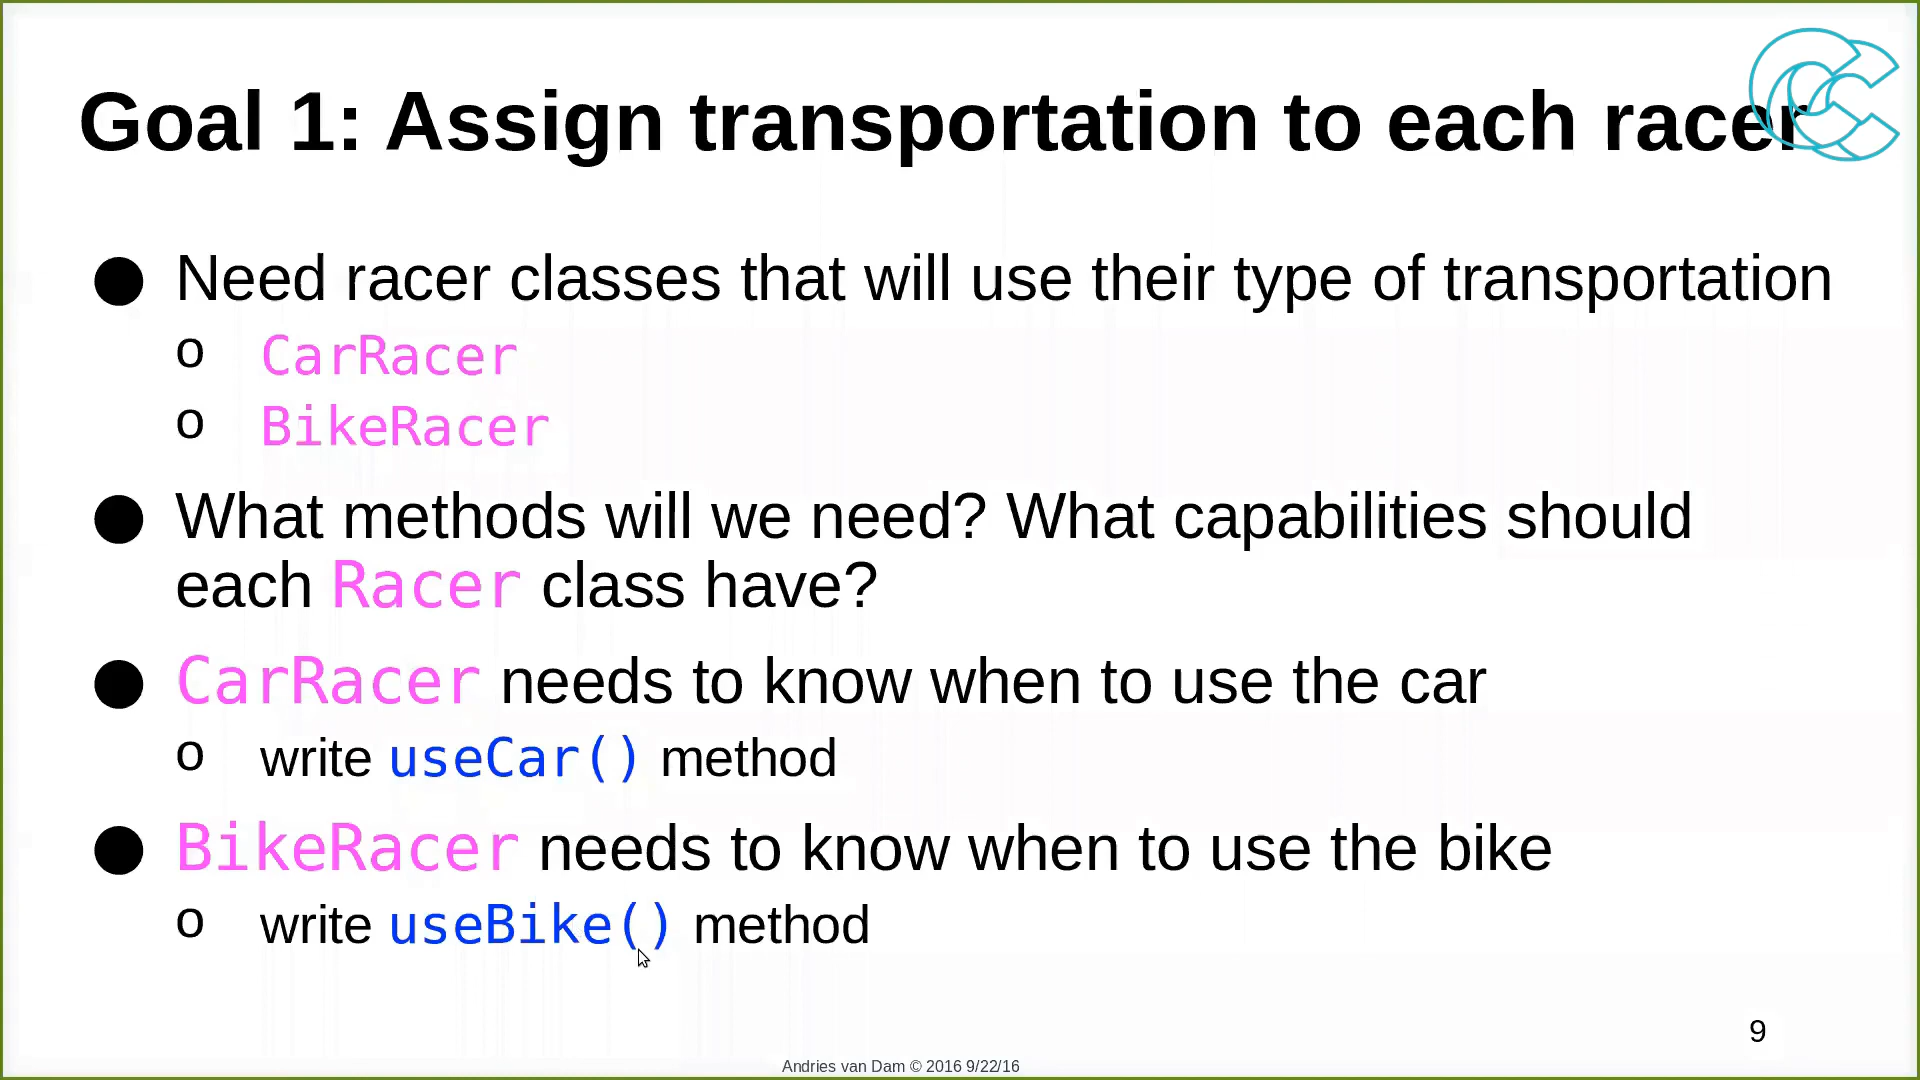 Goal 1: Assign transportation to each racer
● Need racer classes that will use their type of transportation
o CarRacer
o BikeRacer
● What methods will we need? What capabilities should
each Racer class have?
● CarRacer needs to know when to use the car
o write useCar() method
● BikeRacer needs to know when to use the bike
o write useBike() method
9
Andries van Dam © 2016 9/22/16